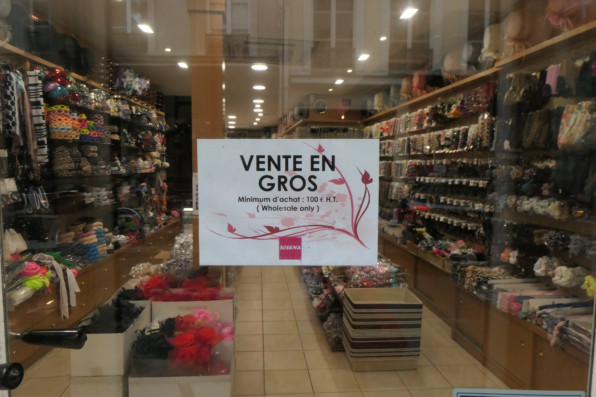 VENTE EN
GROS
Minimum d'achat : 100 € H.T.
( Wholesale only )